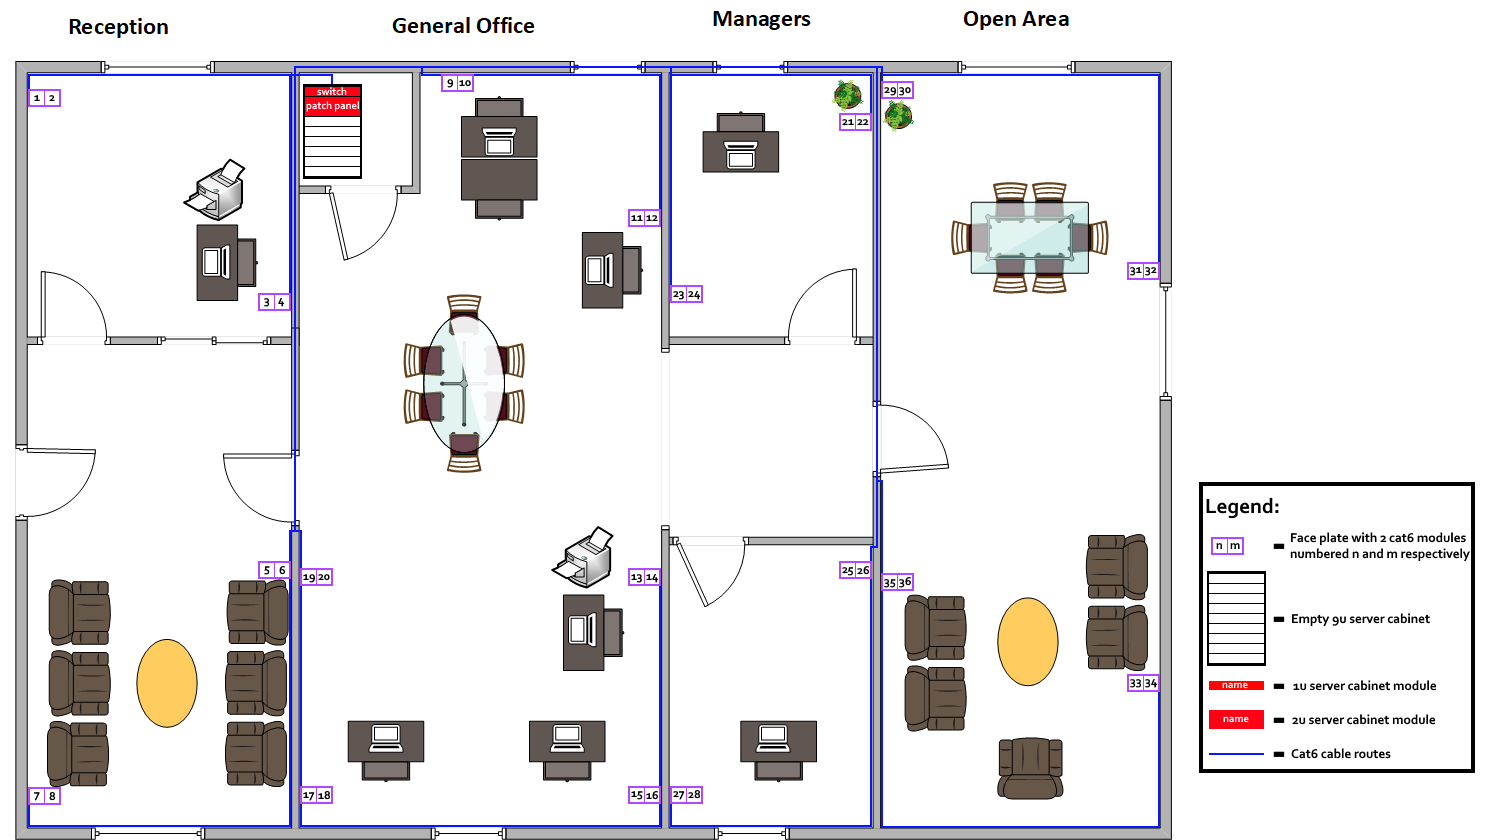 Reception
General Office
Managers
Open Area
1 2
switch
patch panel
9 10
21 22
29 30
3 4
11 12
23 24
31 32
5 6
19 20
13 14
25 26
35 36
7 8
17 18
15 16
27 28
33 34
Legend:
n m
Face plate with 2 cat6 modules
numbered n and m respectively
Empty 9u server cabinet
name
1u server cabinet module
name
2u server cabinet module
Cat6 cable routes